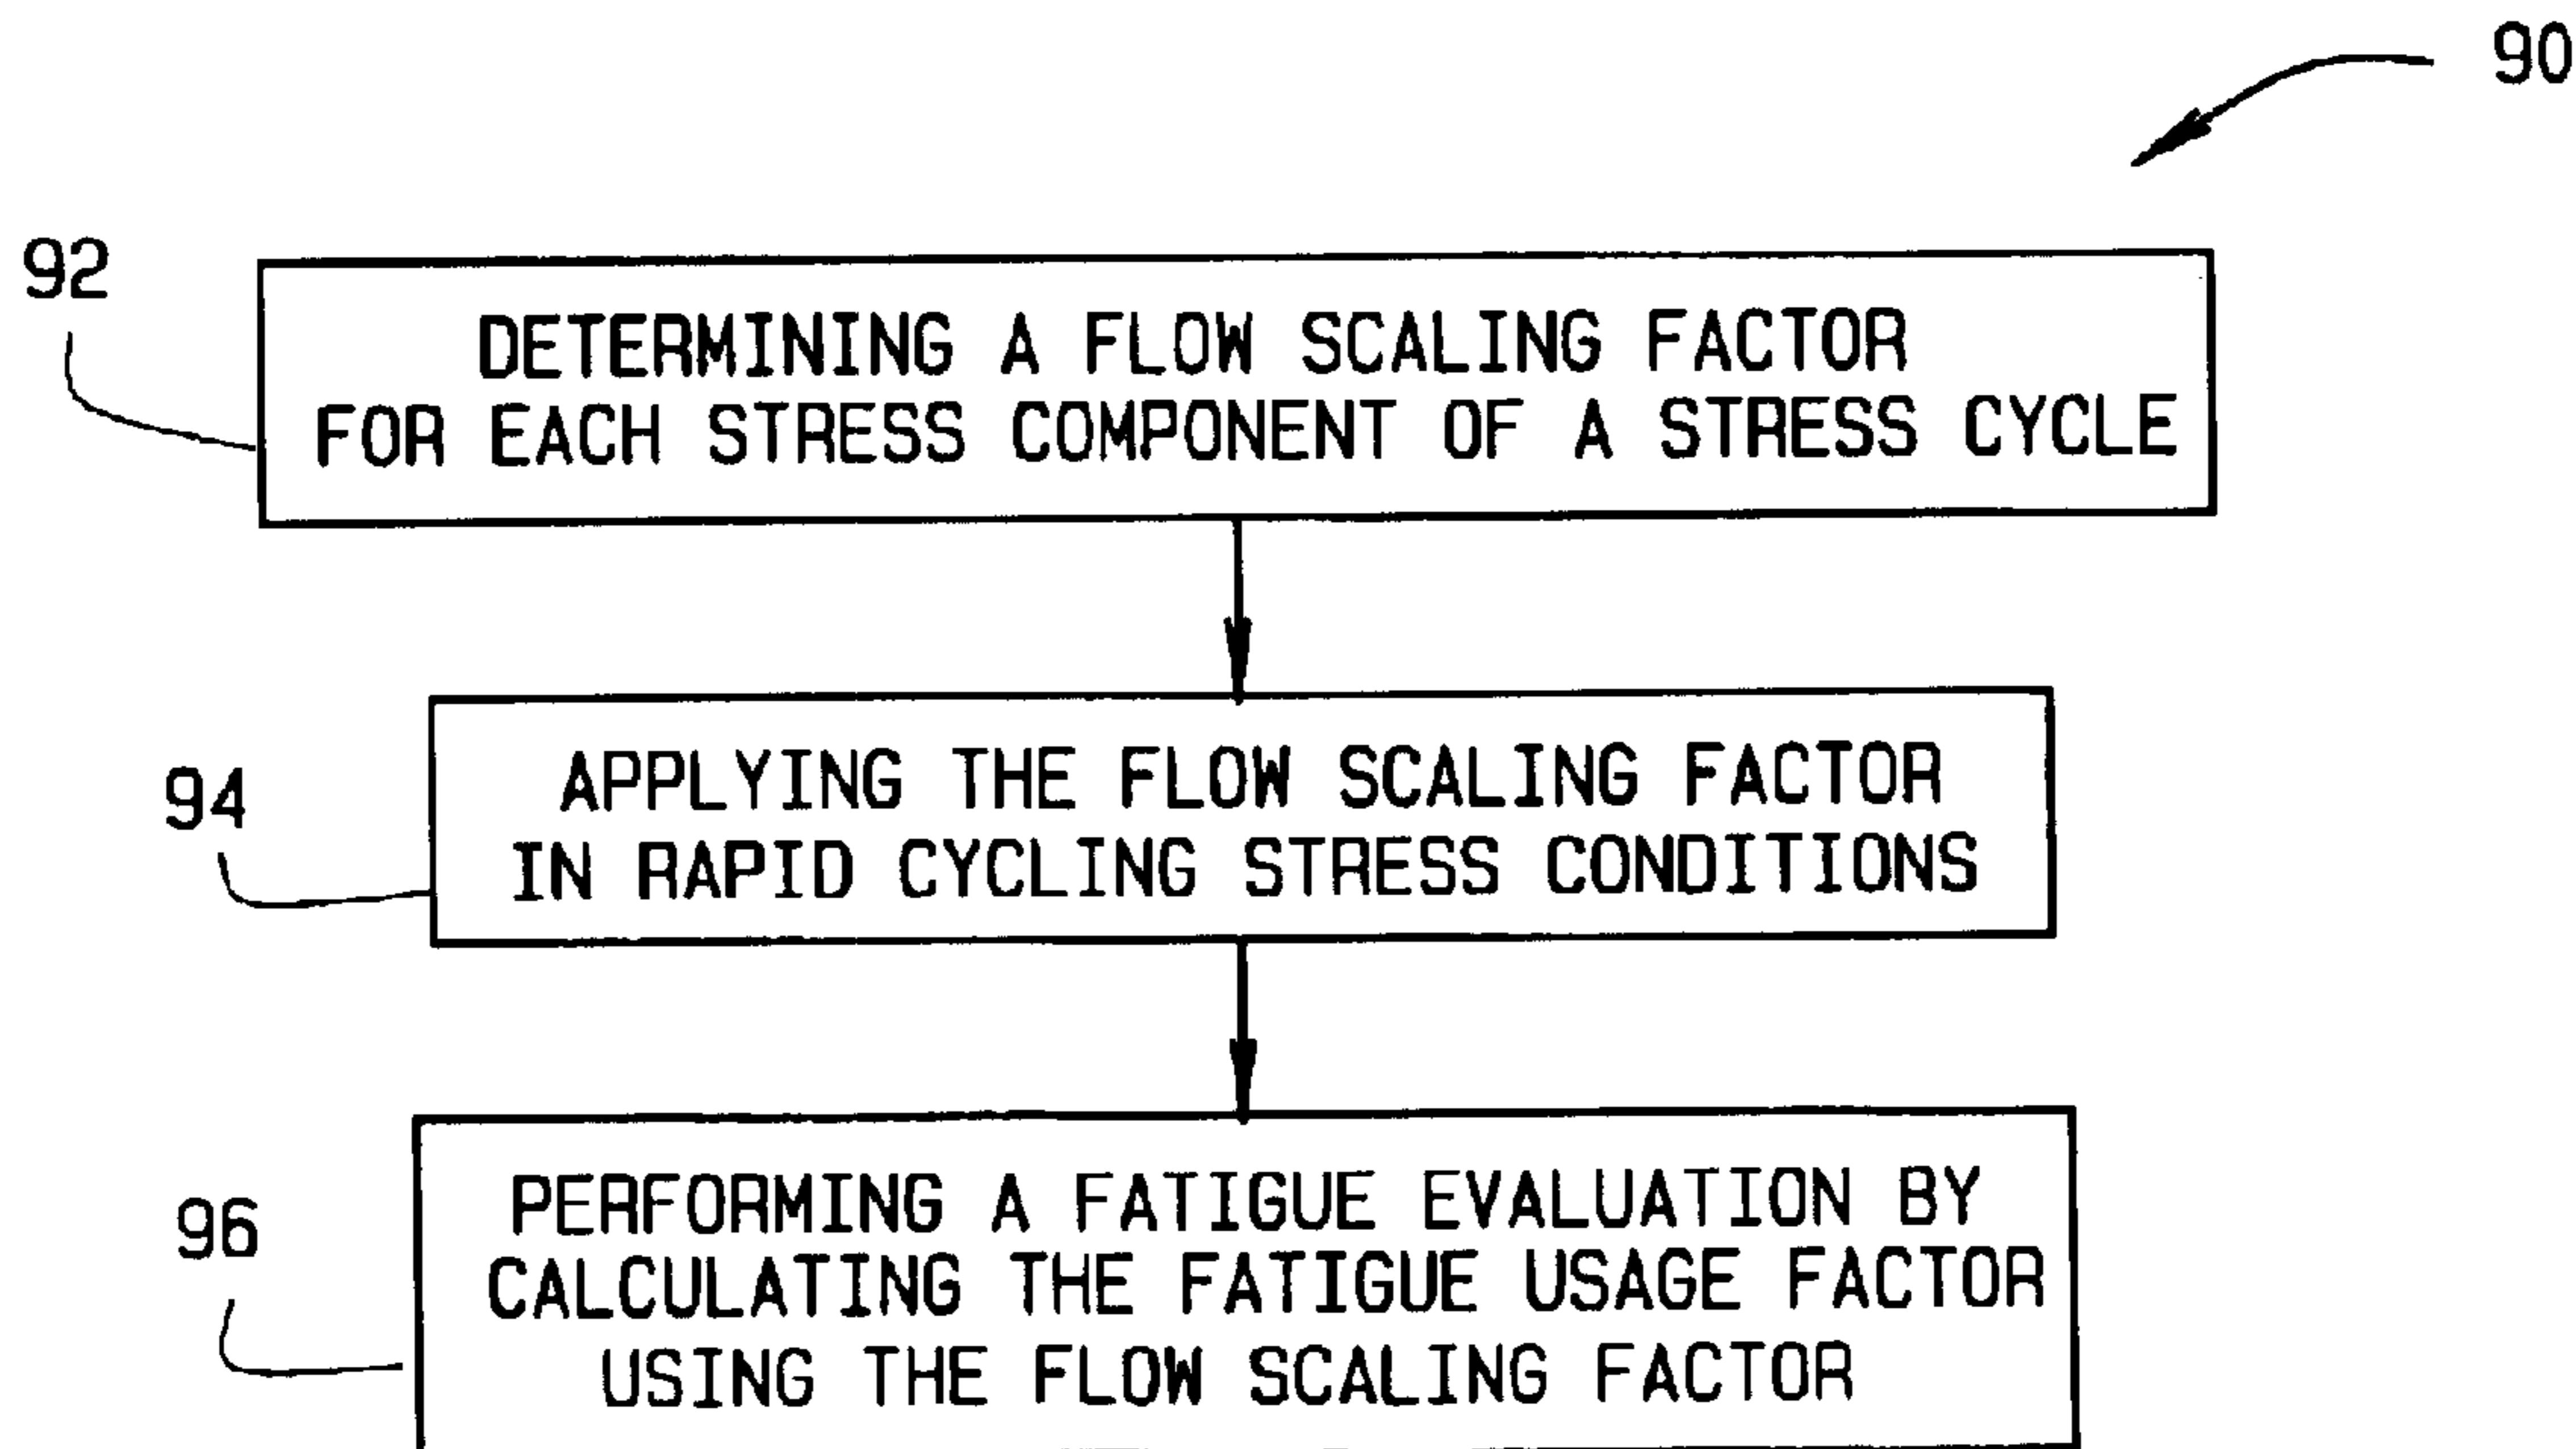 90
92
DETERMINING A FLOW SCALING FACTOR
FOR EACH STRESS COMPONENT OF A STRESS CYCLE
94
APPLYING THE FLOW SCALING FACTOR
IN RAPID CYCLING STRESS CONDITIONS
96
PERFORMING A FATIGUE EVALUATION BY
CALCULATING THE FATIGUE USAGE FACTOR
USING THE FLOW SCALING FACTOR